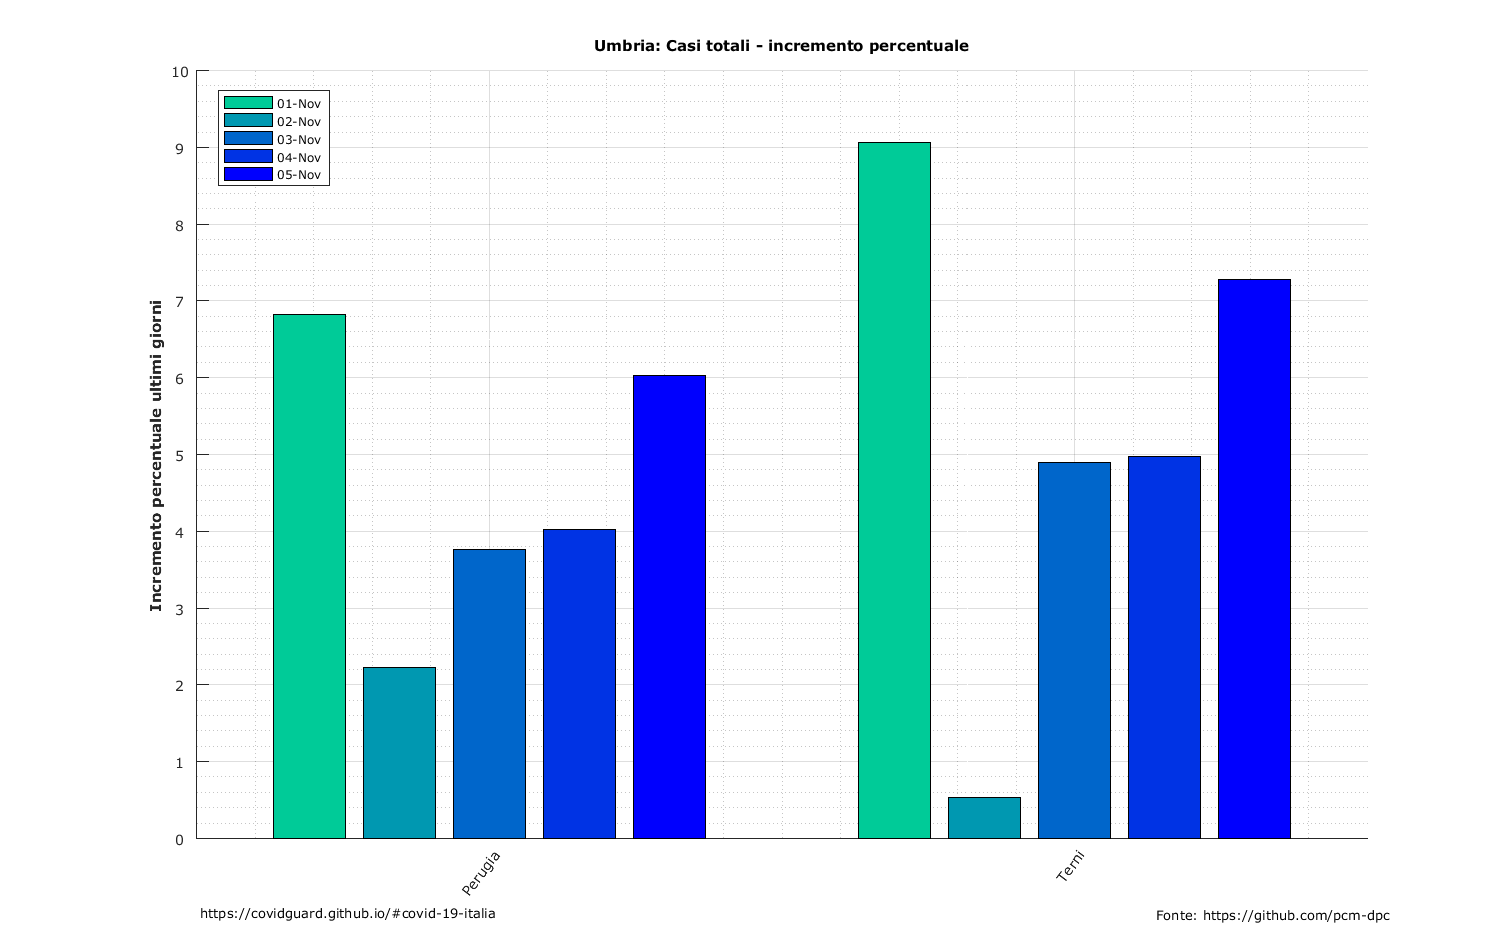 Umbria: Casi totali - incremento percentuale
Incremento percentuale ultimi giorni
10
9
8
7
6
5
4
3
2
1
0
01-Nov
02-Nov
03-Nov
04-Nov
05-Nov
Perugia
Terni
https://covidguard.github.io/#covid-19-italia
Fonte: https://github.com/pcm-dpc